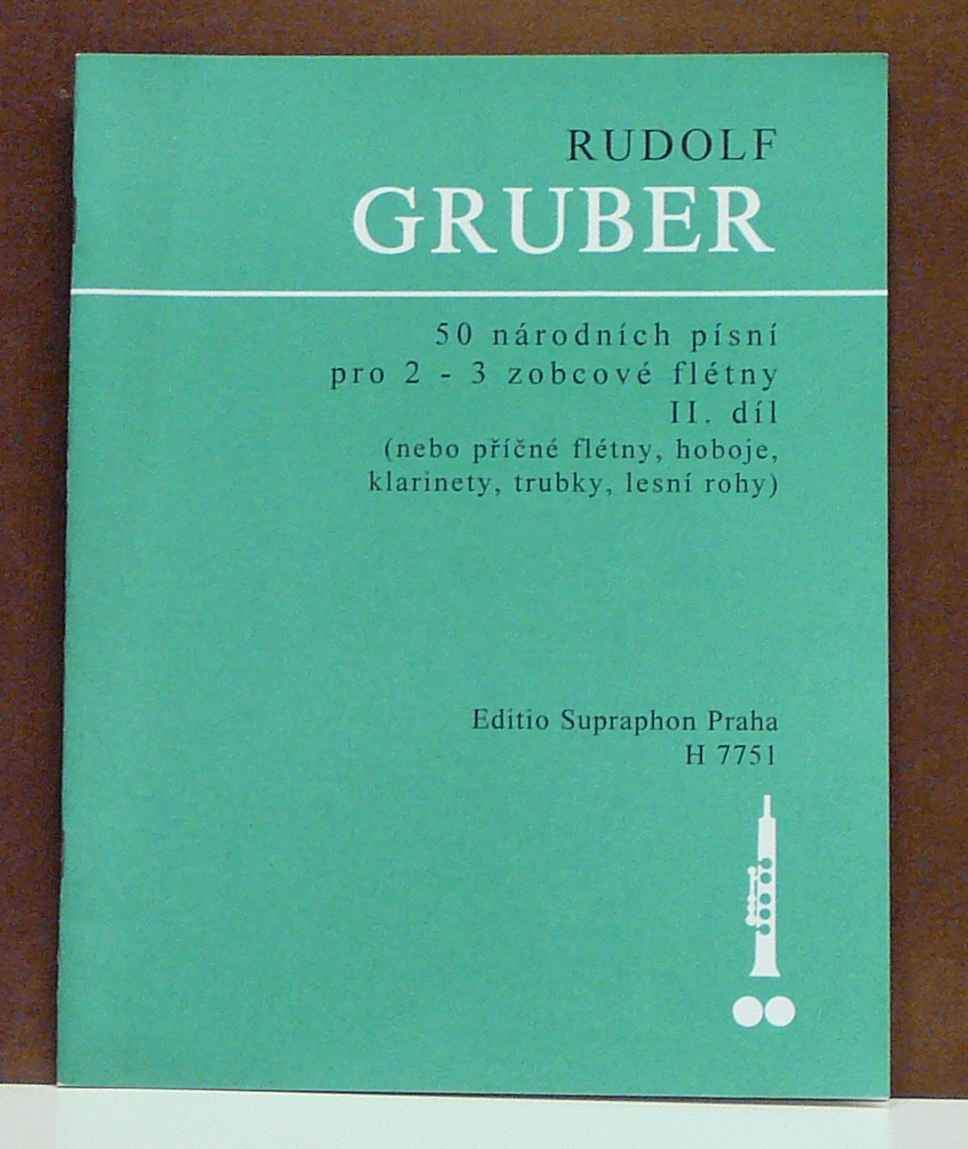 RUDOLF
GRUBER
50 národních písní
pro 2 - 3 zobcové flétny
II. díl
(nebo příčné flétny, hoboje,
klarinety, trubky, lesní rohy)
Editio Supraphon Praha
H 7751